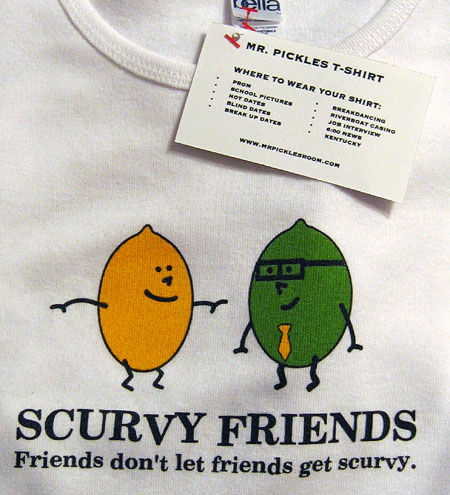 bella
MR. PICKLES T-SHIRT
WHERE TO WEAR YOUR SHIRT:
• PROM
• SCHOOL PICTURES
• HOT DATES
• BLIND DATES
• BREAK UP DATES
• BREAKDANCING
• RIVERBOAT CASINO
• JOB INTERVIEW
• 6:00 NEWS
• KENTUCKY
WWW.MRPICKLESROOM.COM
SCURVY FRIENDS
Friends don't let friends get scurvy.